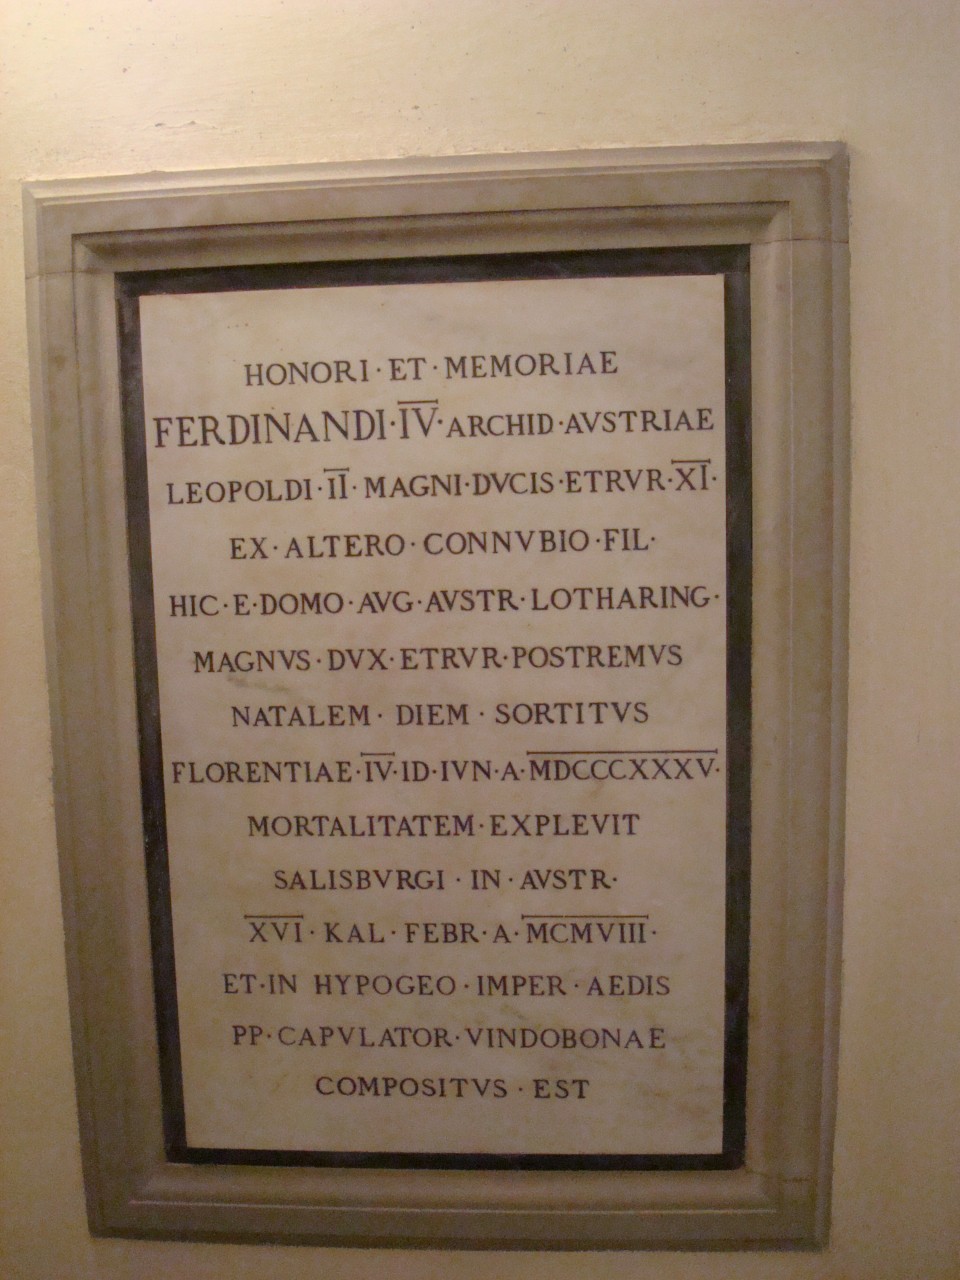 HONORI · ET · MEMORIAE
FERDINANDI · IV · ARCHID · AVSTRIAE
LEOPOLDI · II · MAGNI · DVCIS · ETRVR · XI ·
EX · ALTERO · CONNVBIO · FIL ·
HIC · E · DOMO · AVG · AVSTR · LOTHARING ·
MAGNVS · DVX · ETRVR · POSTREMVS
NATALEM · DIEM · SORTITVS
FLORENTIAE · IV · ID · IVN · A · MDCCCXXXV ·
MORTALITATEM · EXPLEVIT
SALISBVRGI · IN · AVSTR ·
XVI · KAL · FEBR · A · MCMVIII ·
ET · IN HYPOGEO · IMPER · AEDIS
PP · CAPVLATOR · VINDOBONAE
COMPOSITVS · EST